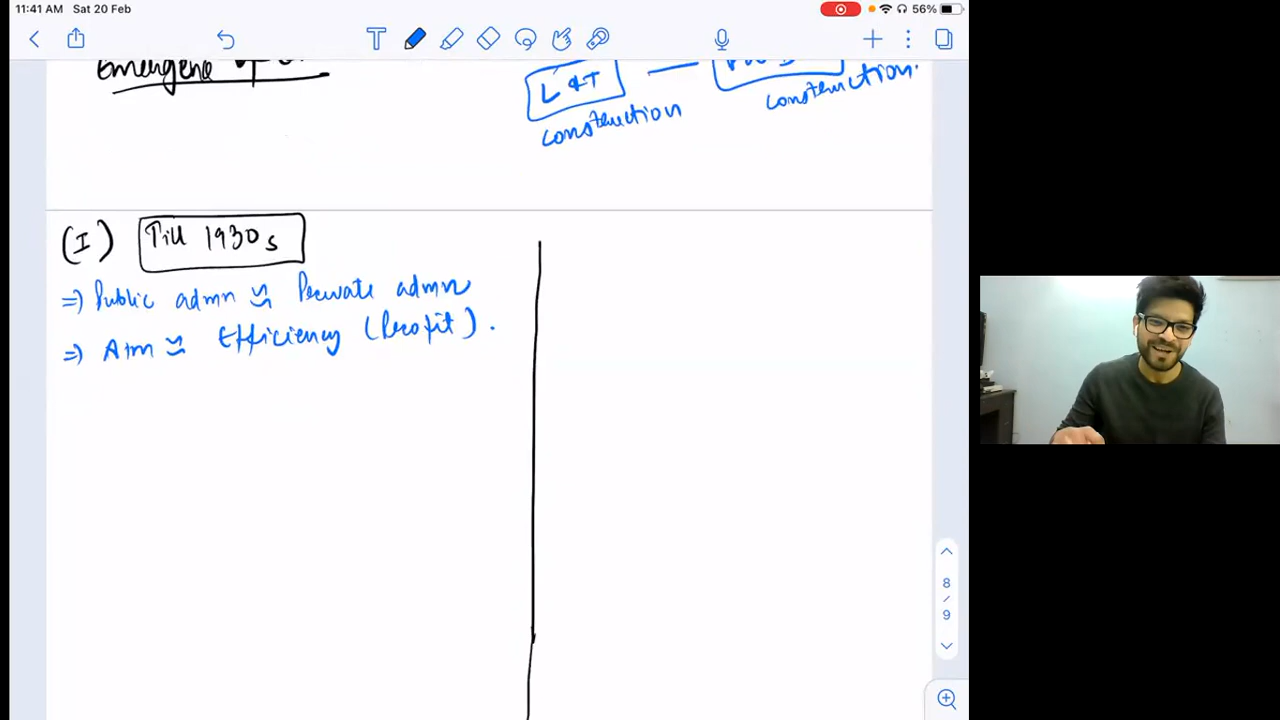 11:41 AM Sat 20 Feb
56%
T
Emergene
L &T
construction
construction.
(I) Till 1930s
⇒ Public admn ≌ Private admn
⇒ Aim ≌ Efficiency (Profit).
8
/
9